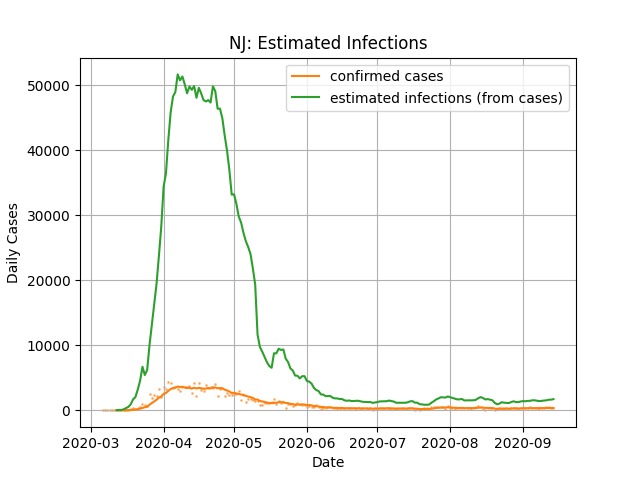 NJ: Estimated Infections
confirmed cases
estimated infections (from cases)
Daily Cases
50000
40000
30000
20000
10000
0
2020-03 2020-04 2020-05 2020-06 2020-07 2020-08 2020-09
Date